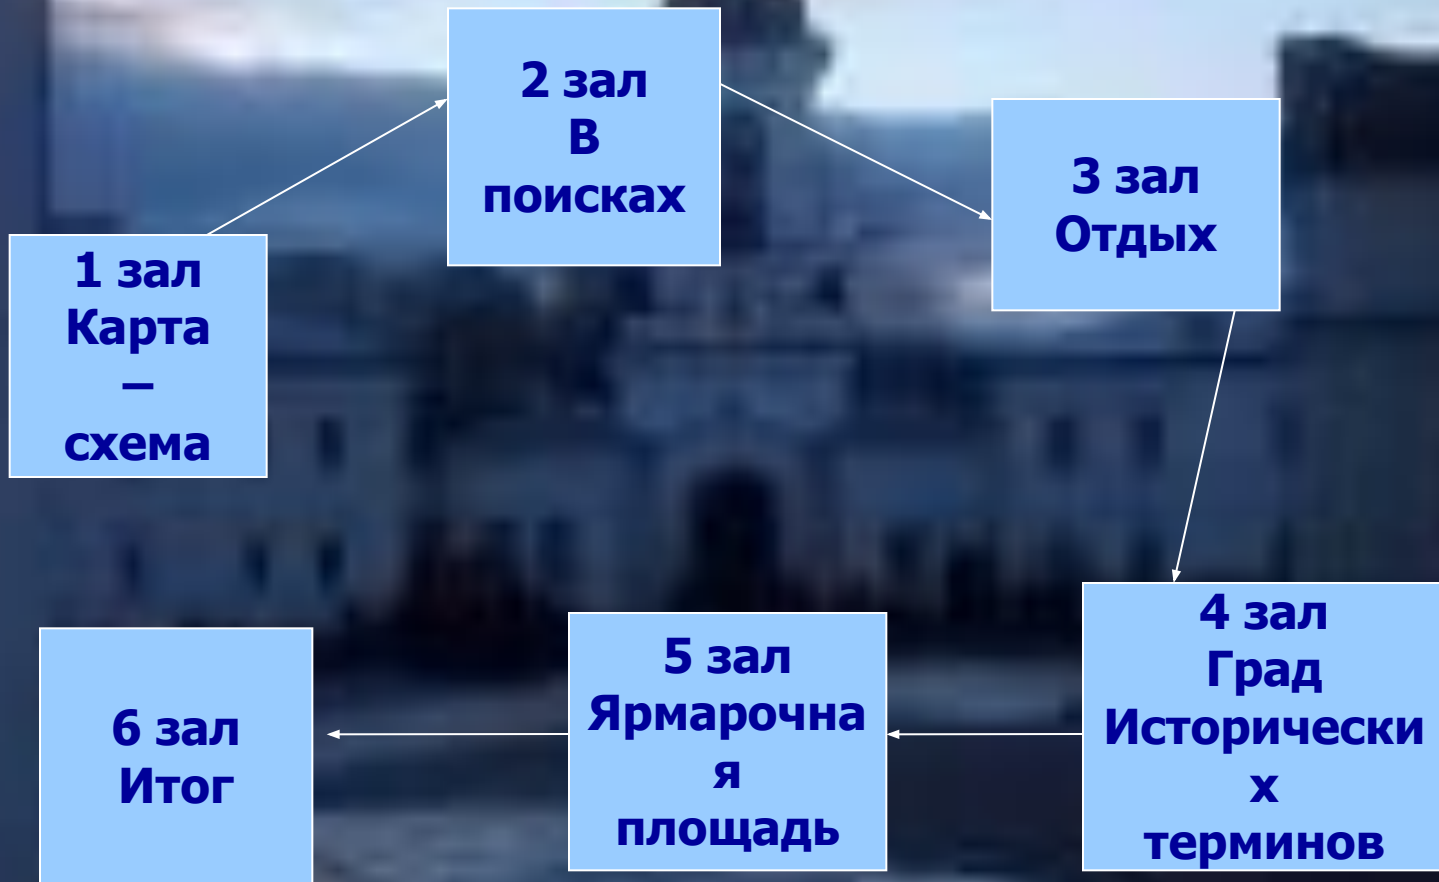 1 зал
Карта
–
схема
2 зал
В
поисках
3 зал
Отдых
4 зал
Град
Исторически
х
терминов
5 зал
Ярмарочна
я
площадь
6 зал
Итог